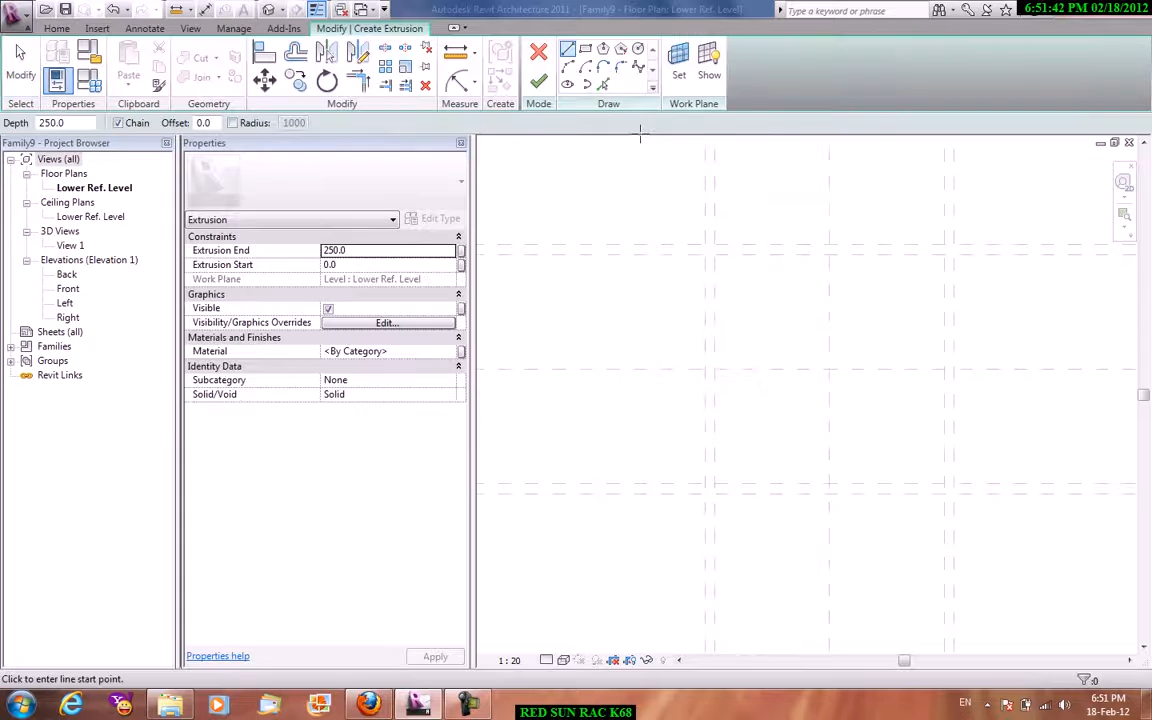 Autodesk Revit Architecture 2011 - Family9 - Floor Plan: Lower Ref. Level]
Type a keyword or phrase
6:51:42 PM 02/18/2012
Home
Insert
Annotate
View
Manage
Add-Ins
Modify | Create Extrusion
Modify
Paste
Cut
Join
Set
Show
Select
Properties
Clipboard
Geometry
Modify
Measure
Create
Mode
Draw
Work Plane
Depth 250.0
Chain
Offset: 0.0
Radius: 1000
Family9 - Project Browser
Views (all)
Floor Plans
Lower Ref. Level
Ceiling Plans
Lower Ref. Level
3D Views
View 1
Elevations (Elevation 1)
Back
Front
Left
Right
Sheets (all)
Families
Groups
Revit Links
Properties
Extrusion
Edit Type
Constraints
Extrusion End 250.0
Extrusion Start 0.0
Work Plane Level : Lower Ref. Level
Graphics
Visible
Visibility/Graphics Overrides Edit...
Materials and Finishes
Material <By Category>
Identity Data
Subcategory None
Solid/Void Solid
Properties help
Apply
2D
1 : 20
Click to enter line start point.
:0
EN
6:51 PM
18-Feb-12
RED SUN RAC K68